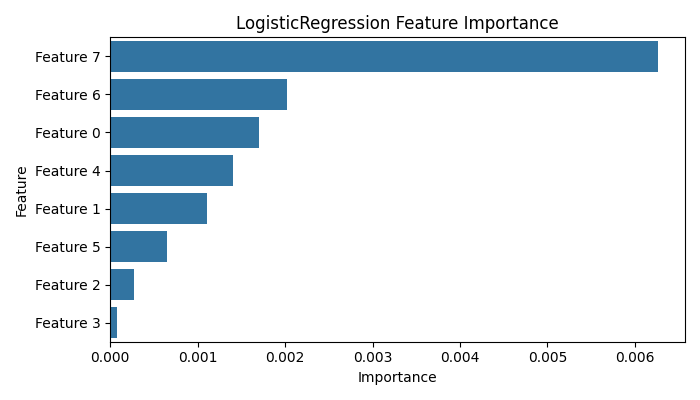 LogisticRegression Feature Importance
Feature
Feature 7
Feature 6
Feature 0
Feature 4
Feature 1
Feature 5
Feature 2
Feature 3
0.000 0.001 0.002 0.003 0.004 0.005 0.006
Importance